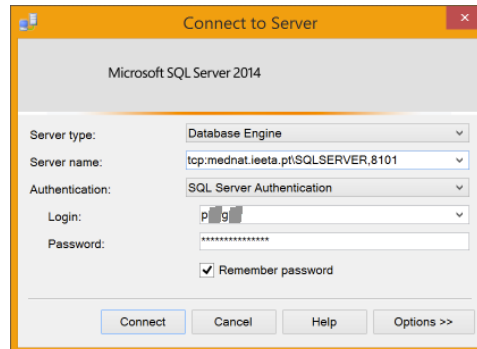 Connect to Server
Microsoft SQL Server 2014
Server type: Database Engine
Server name: tcp:mednat.ieeta.pt\SQLSERVER,8101
Authentication: SQL Server Authentication
Login:
Password: ***************
Remember password
Connect Cancel Help Options >>